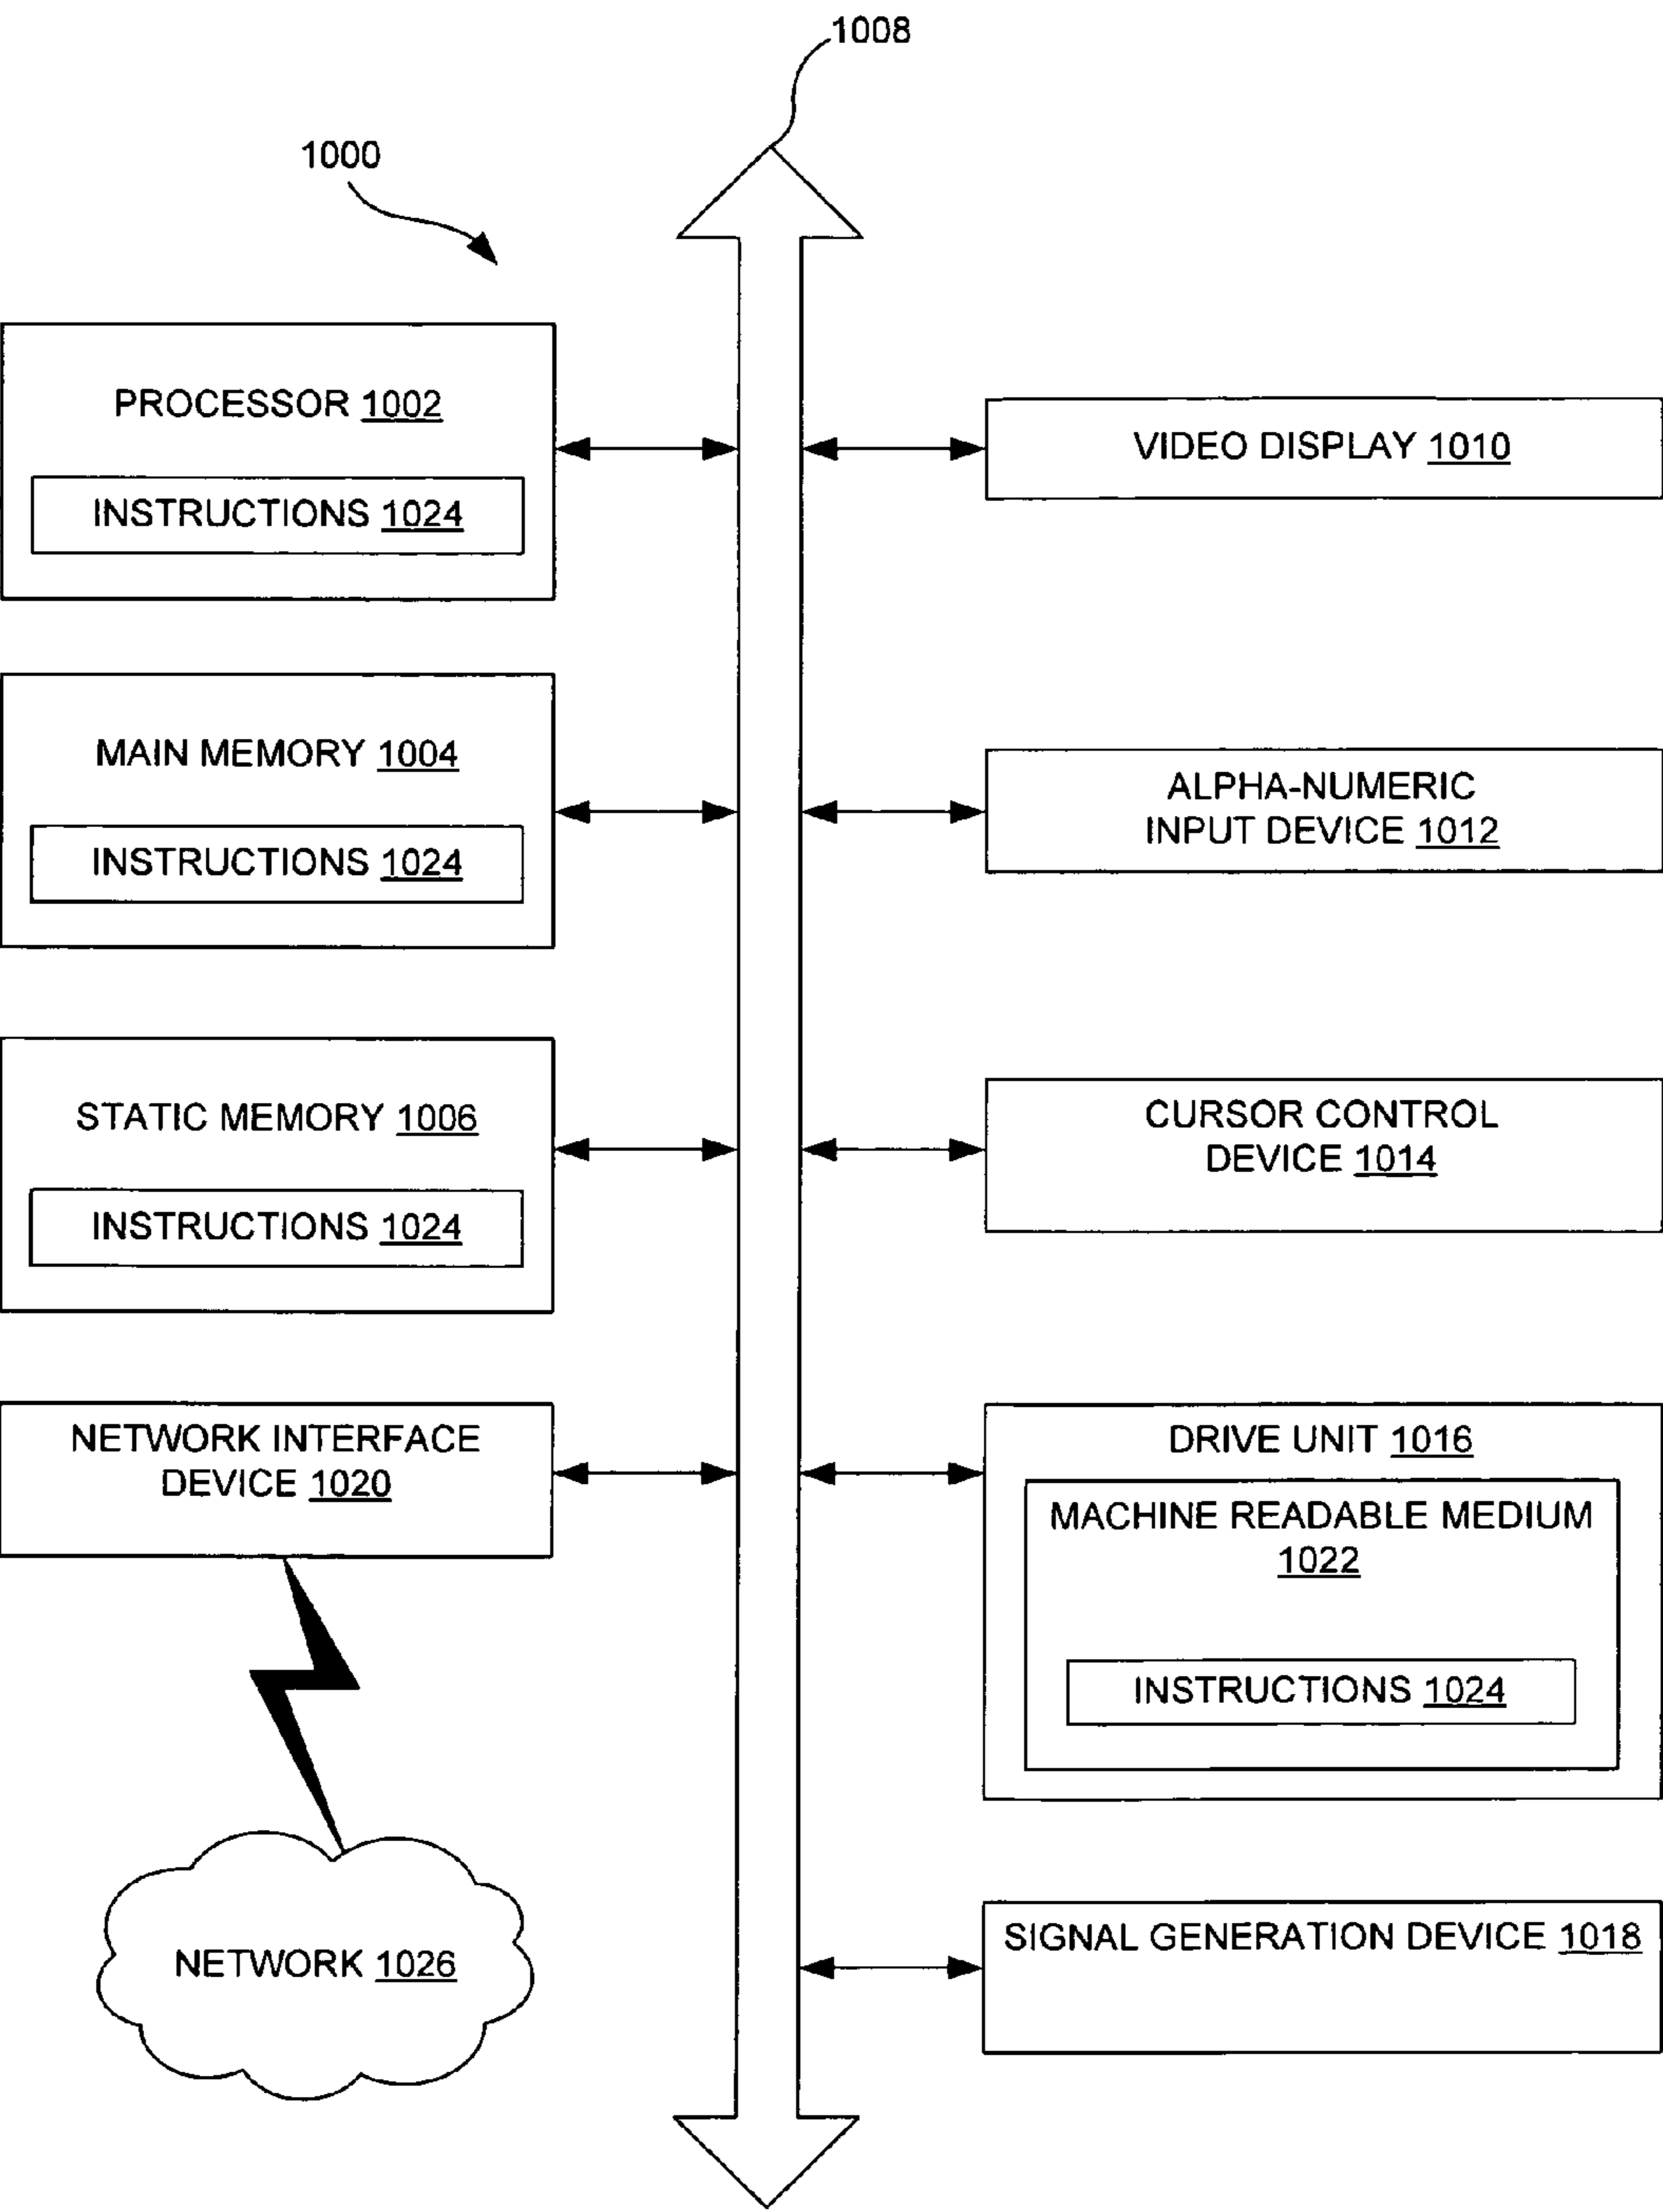 1008
1000
PROCESSOR 1002
INSTRUCTIONS 1024
MAIN MEMORY 1004
INSTRUCTIONS 1024
STATIC MEMORY 1006
INSTRUCTIONS 1024
NETWORK INTERFACE
DEVICE 1020
NETWORK 1026
VIDEO DISPLAY 1010
ALPHA-NUMERIC
INPUT DEVICE 1012
CURSOR CONTROL
DEVICE 1014
DRIVE UNIT 1016
MACHINE READABLE MEDIUM
1022
INSTRUCTIONS 1024
SIGNAL GENERATION DEVICE 1018